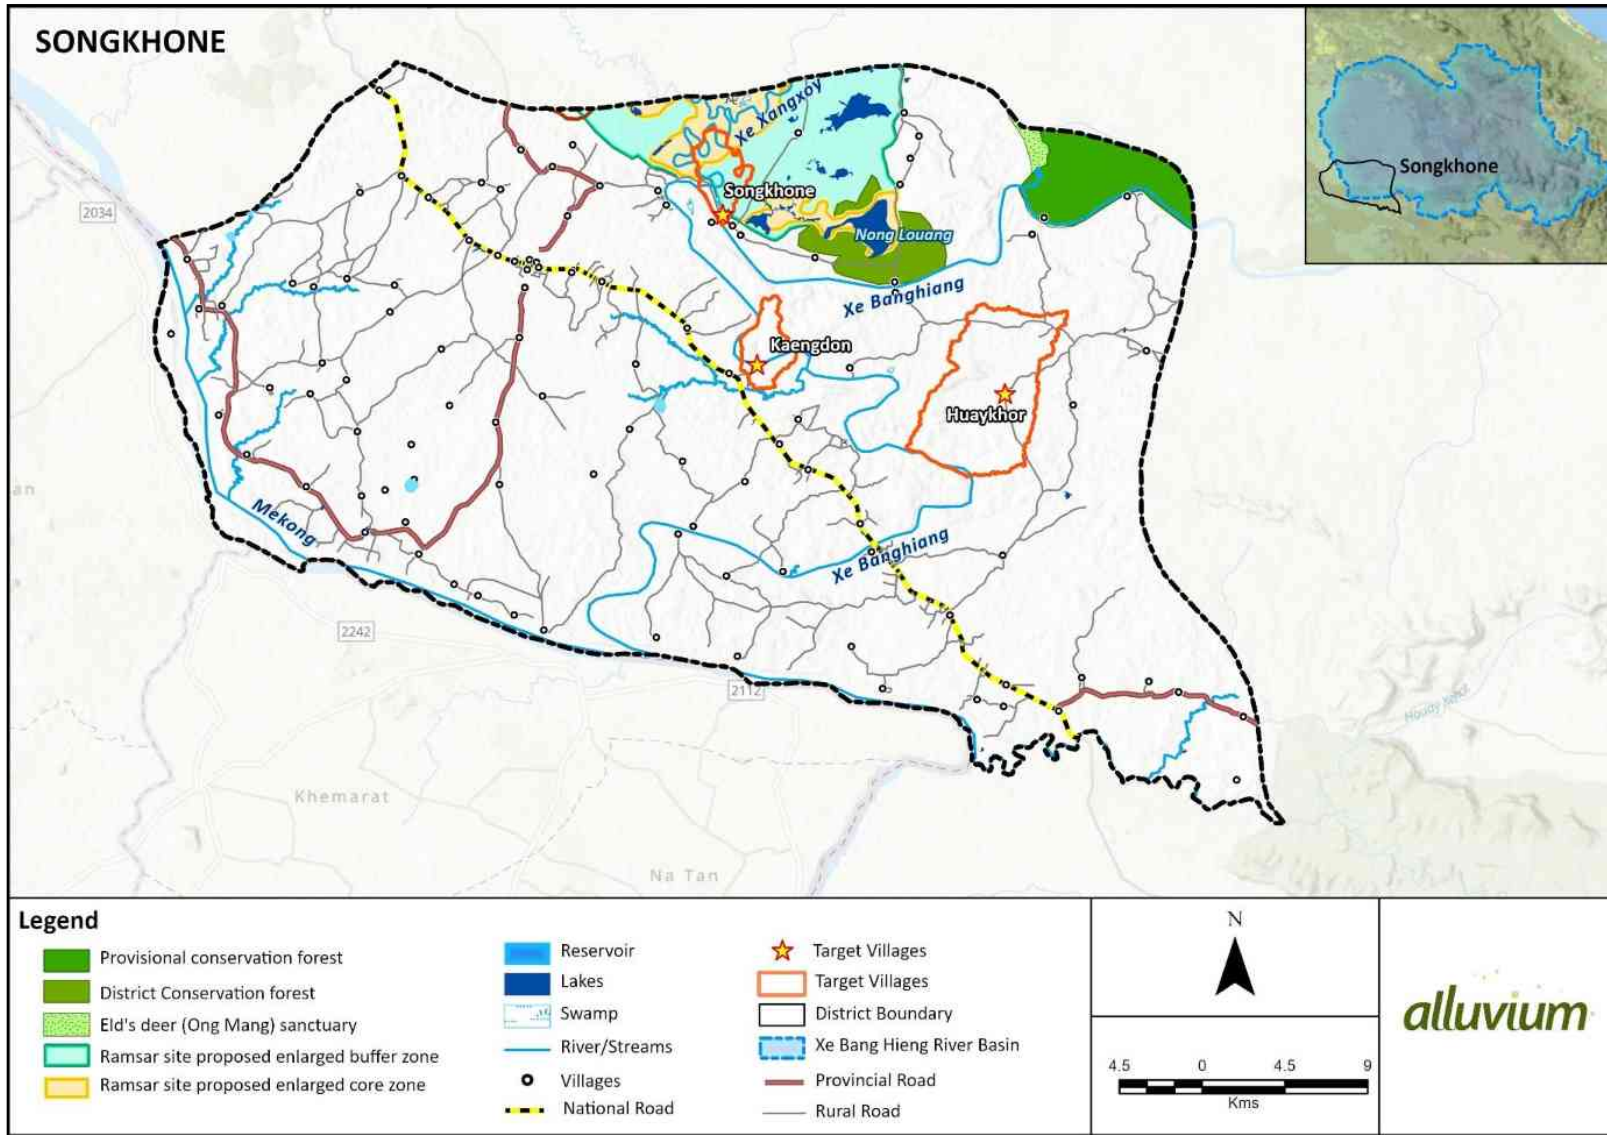 SONGKHONE
Songkhone
Xe Xangxoy
Songkhone
Nong Louang
2034
Xe Banghiang
Kaengdon
Huaykhor
Mekong
Xe Banghiang
2242
2112
Khemarat
Na Tan
Legend
Provisional conservation forest
District Conservation forest
Eld's deer (Ong Mang) sanctuary
Ramsar site proposed enlarged buffer zone
Ramsar site proposed enlarged core zone
Reservoir
Lakes
Swamp
River/Streams
Villages
National Road
Target Villages
Target Villages
District Boundary
Xe Bang Hieng River Basin
Provincial Road
Rural Road
N
4.5 0 4.5 9
Kms
alluvium